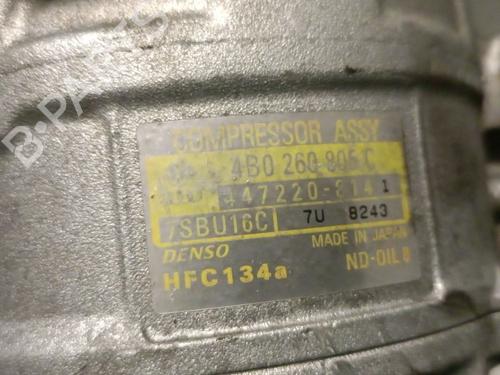 B-PARTS
COMPRESSOR ASSY
4B0 260 805 C
447220-8141
7SBU16C 7U 8243
DENSO MADE IN JAPAN
HFC134a ND-OIL 8